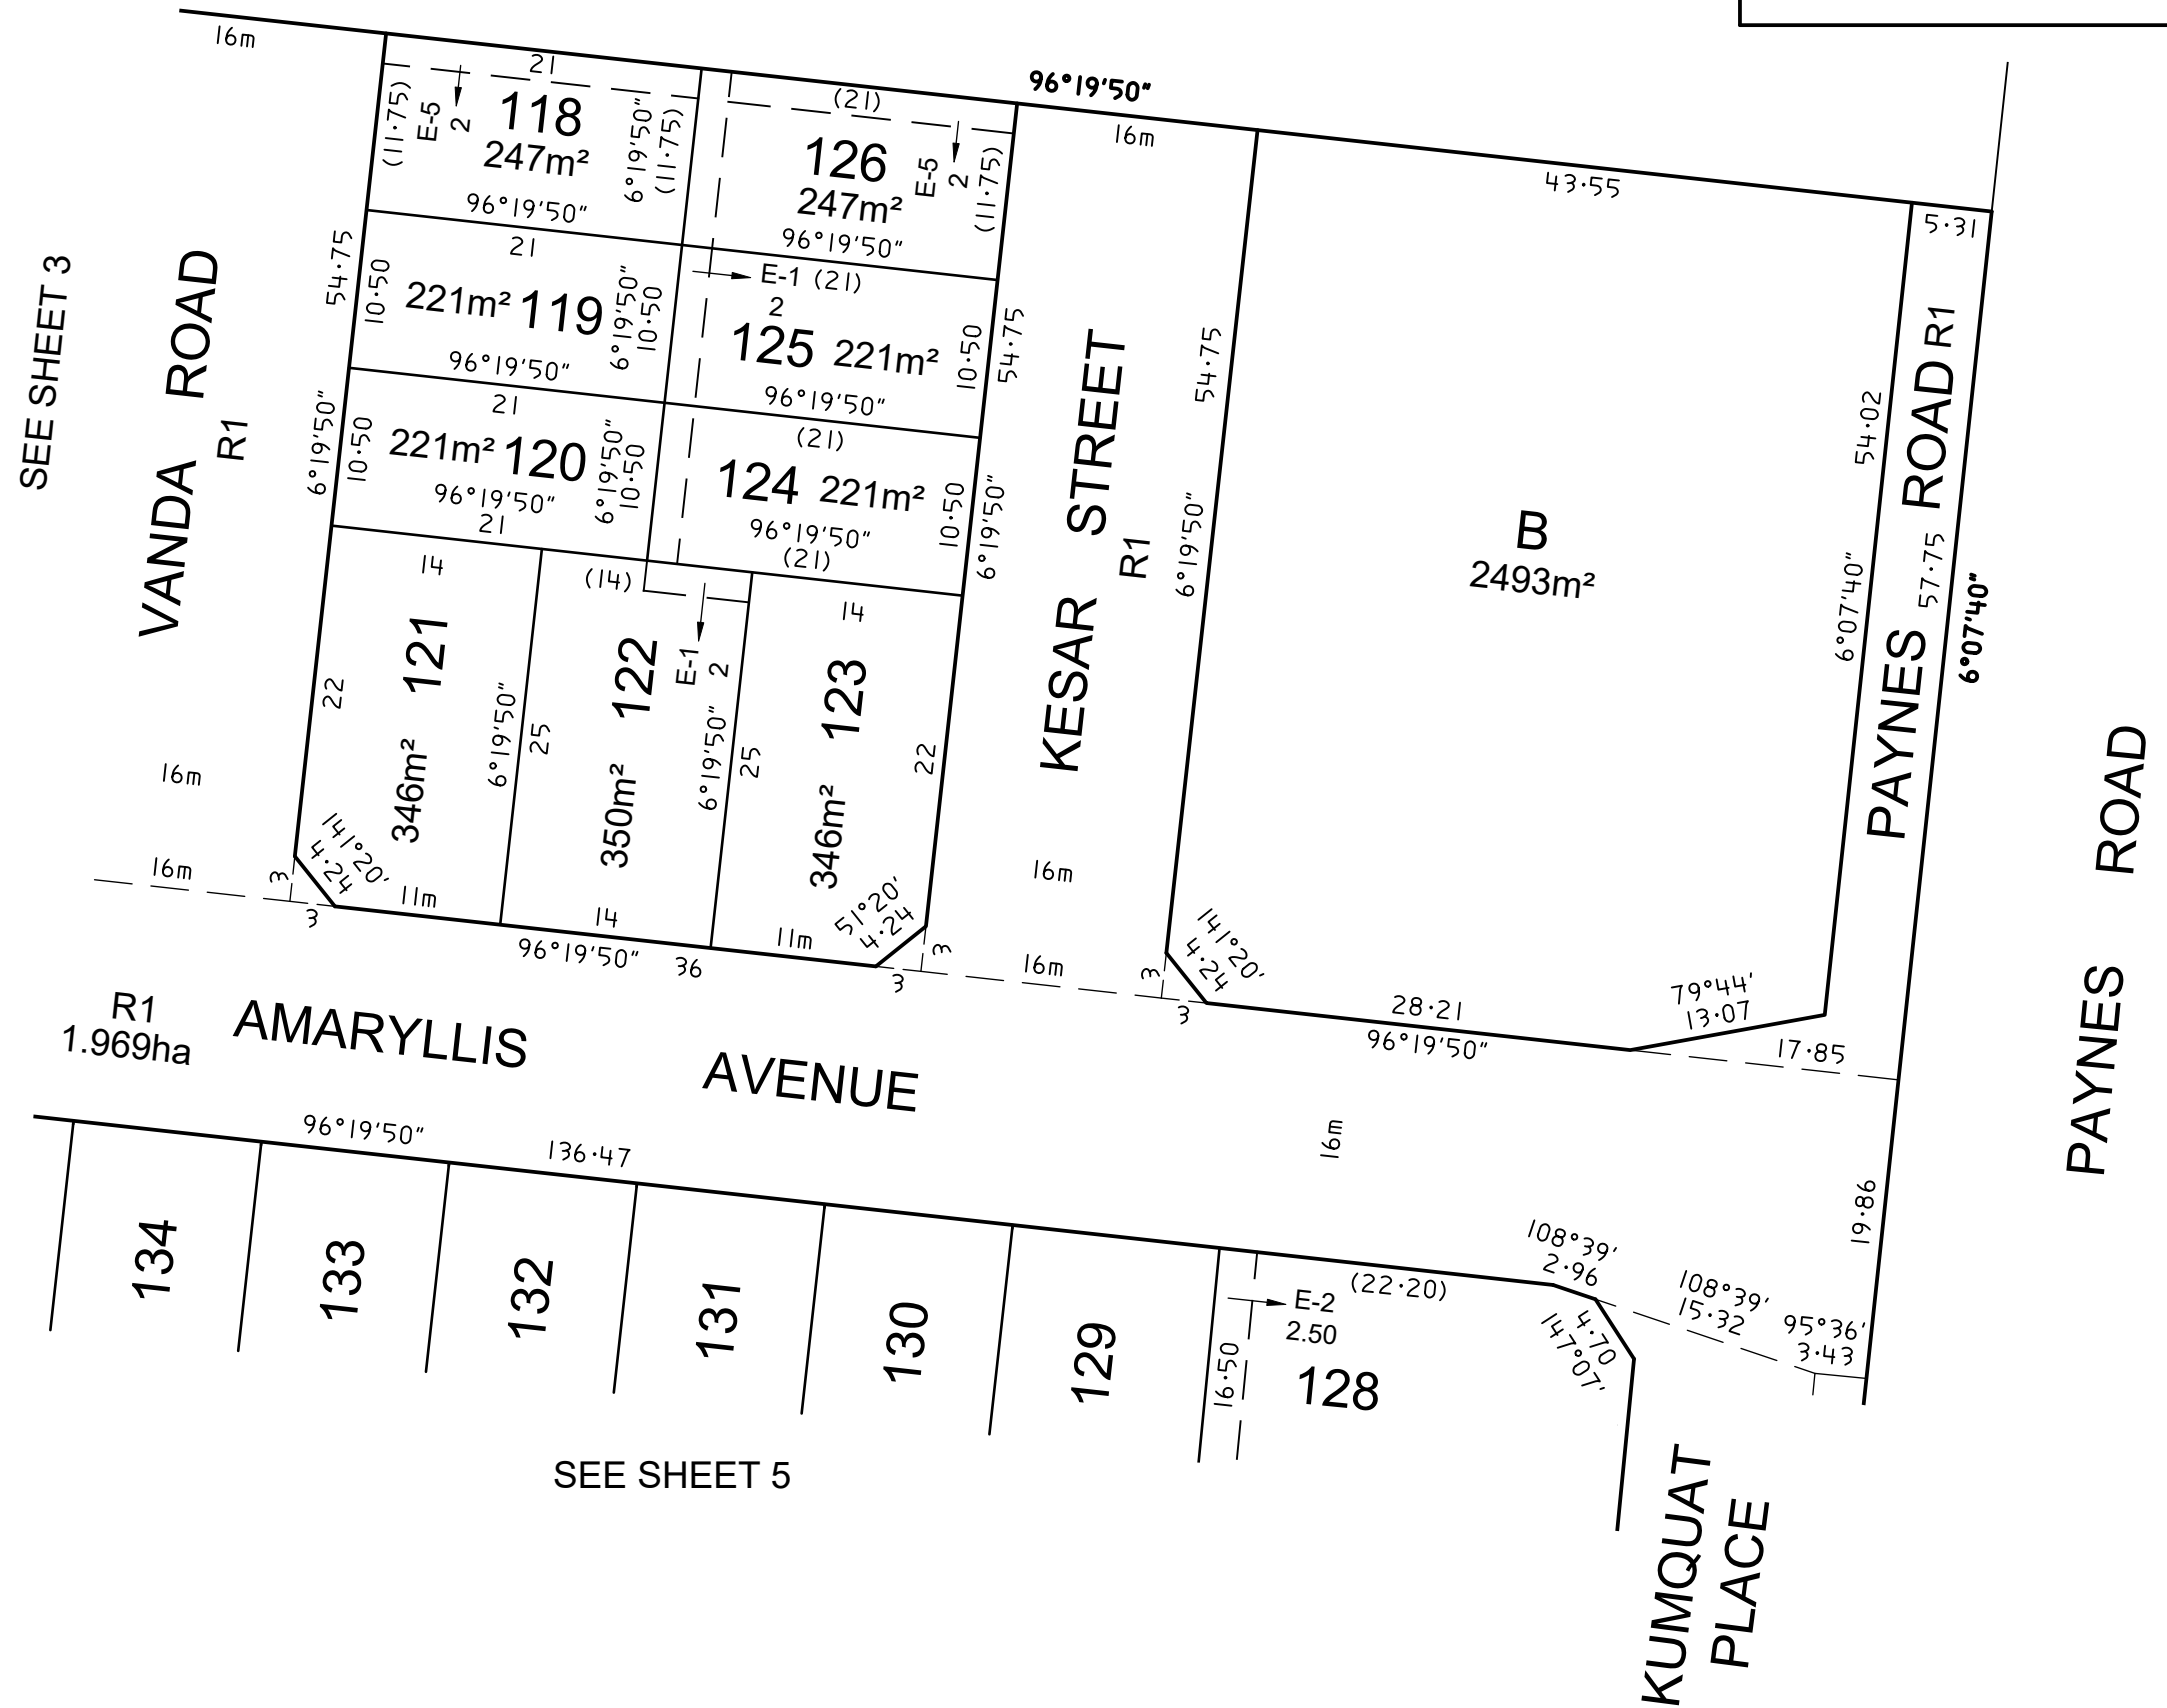 16m
21
(11·75)
E-5
2
118
247m²
6°19'50"
(11·75)
96°19'50"
96°19'50"
(21)
126
247m²
E-5
2
(11·75)
96°19'50"
16m
43·55
5·31
SEE SHEET 3
VANDA ROAD
R1
54·75
6°19'50"
21
10·50
221m² 119
6°19'50"
10·50
96°19'50"
E-1 (21)
2
125 221m²
10·50
54·75
96°19'50"
21
10·50
221m² 120
6°19'50"
10·50
96°19'50"
21
(21)
124 221m²
10·50
6°19'50"
96°19'50"
(21)
KESAR STREET
R1
54·75
6°19'50"
B
2493m²
54·02
6°07'40"
PAYNES ROAD R1
57·75
6°07'40"
PAYNES ROAD
14
121
346m²
22
6°19'50"
25
(14)
122
350m²
E-1
2
6°19'50"
25
14
123
346m²
22
16m
16m
3
3
141°20'
4·24
11m
14
96°19'50"
36
11m
51°20'
4·24
3
3
16m
16m
3
3
141°20'
4·24
28·21
96°19'50"
79°44'
13·07
17·85
R1
1.969ha
AMARYLLIS AVENUE
16m
96°19'50"
136·47
19·86
134
133
132
131
130
129
16·50
E-2
2.50
128
(22·20)
108°39'
2·96
4·70
147°07'
108°39'
15·32
95°36'
3·43
SEE SHEET 5
KUMQUAT
PLACE